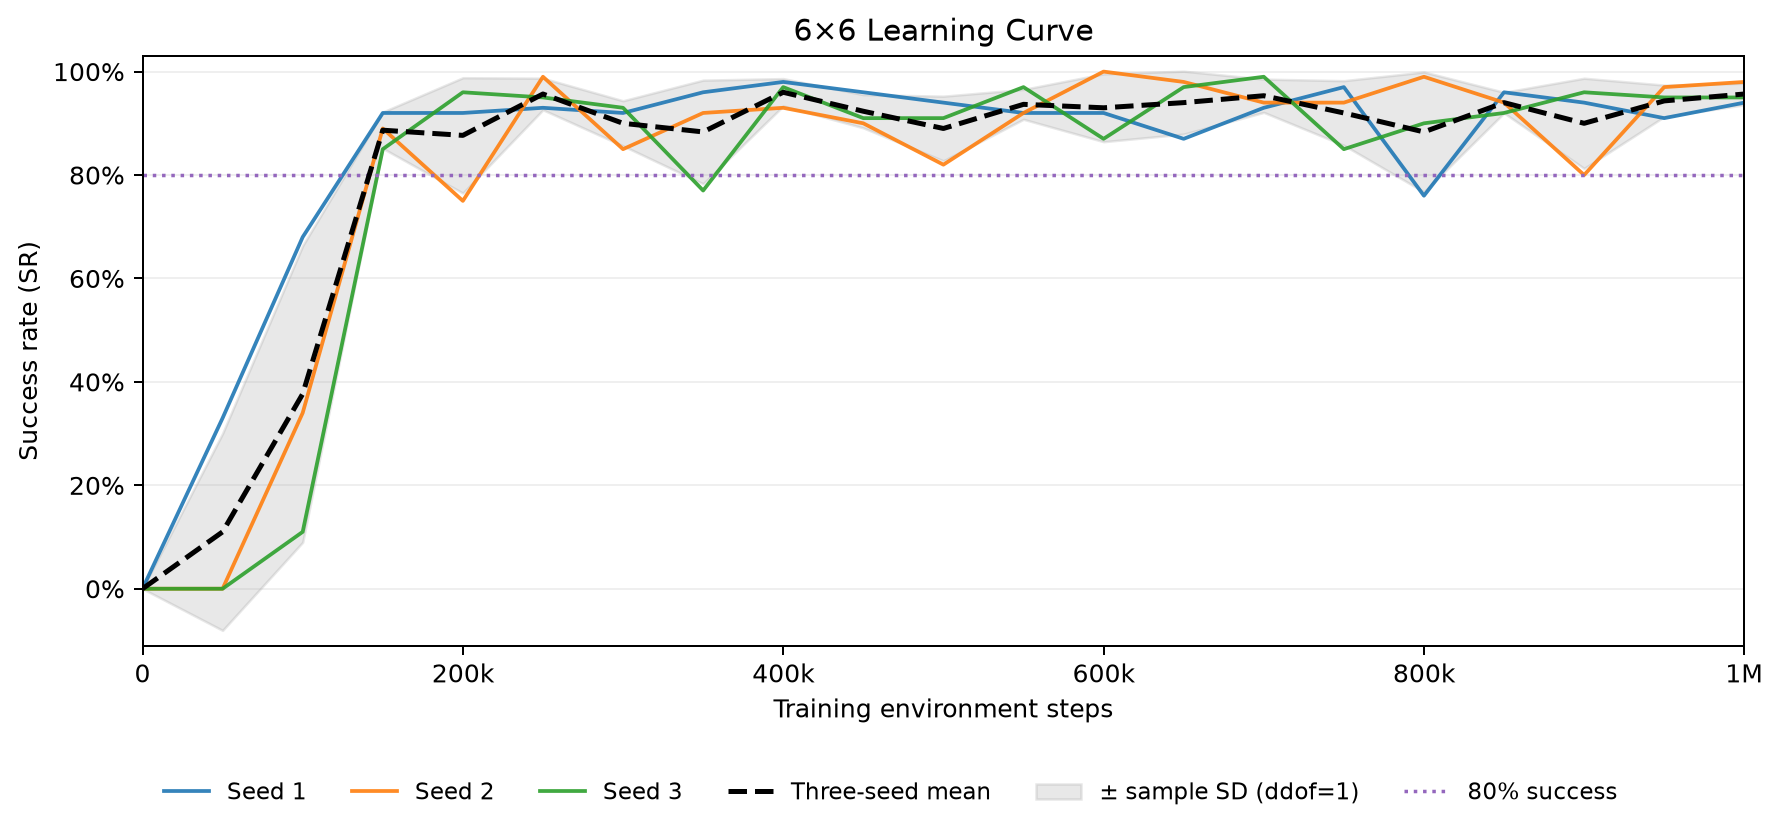 6×6 Learning Curve
100%
80%
60%
40%
20%
0%
Success rate (SR)
0 200k 400k 600k 800k 1M
Training environment steps
Seed 1 Seed 2 Seed 3 Three-seed mean ± sample SD (ddof=1) 80% success